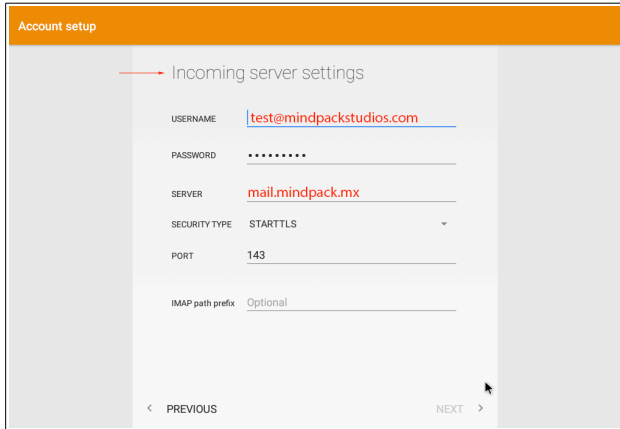 Account setup
Incoming server settings
USERNAME test@mindpackstudios.com
PASSWORD •••••••••
SERVER mail.mindpack.mx
SECURITY TYPE STARTTLS
PORT 143
IMAP path prefix Optional
PREVIOUS NEXT